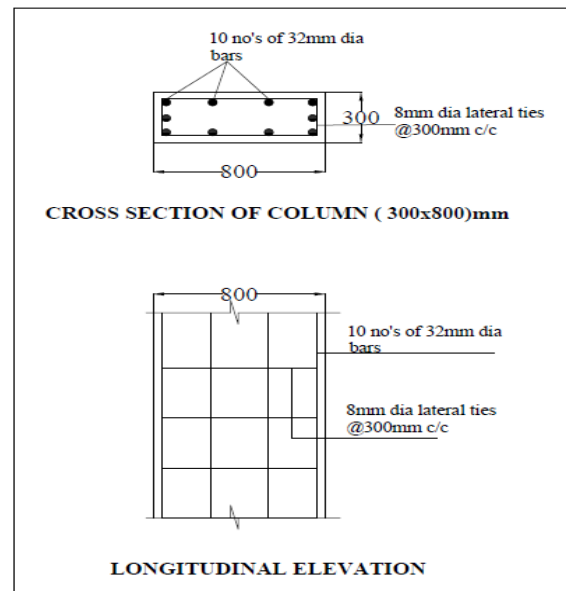 10 no's of 32mm dia
bars
300
8mm dia lateral ties
@300mm c/c
800
CROSS SECTION OF COLUMN ( 300x800)mm
800
10 no's of 32mm dia
bars
8mm dia lateral ties
@300mm c/c
LONGITUDINAL ELEVATION